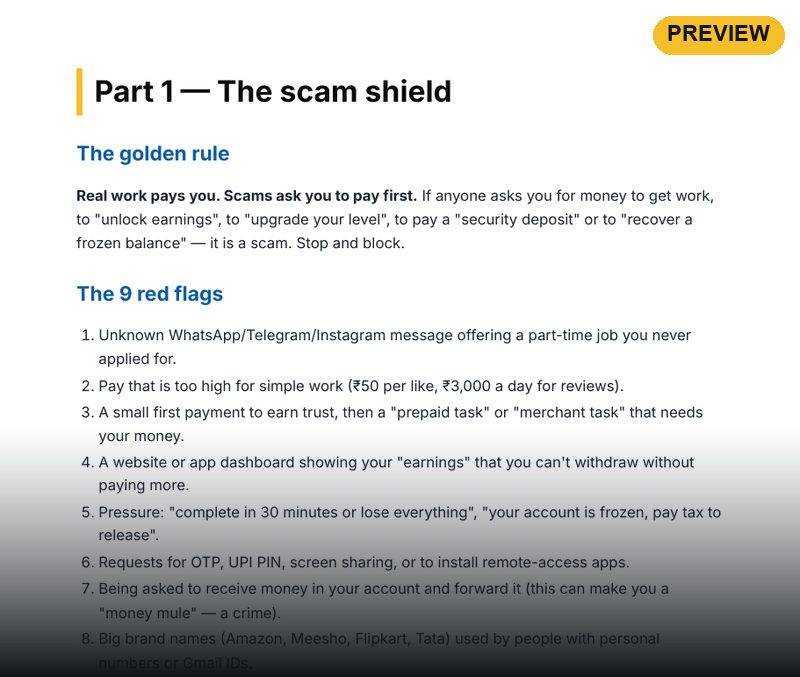 PREVIEW
Part 1 — The scam shield
The golden rule
Real work pays you. Scams ask you to pay first. If anyone asks you for money to get work,
to "unlock earnings", to "upgrade your level", to pay a "security deposit" or to "recover a
frozen balance" — it is a scam. Stop and block.
The 9 red flags
1. Unknown WhatsApp/Telegram/Instagram message offering a part-time job you never
applied for.
2. Pay that is too high for simple work (₹50 per like, ₹3,000 a day for reviews).
3. A small first payment to earn trust, then a "prepaid task" or "merchant task" that needs
your money.
4. A website or app dashboard showing your "earnings" that you can't withdraw without
paying more.
5. Pressure: "complete in 30 minutes or lose everything", "your account is frozen, pay tax to
release".
6. Requests for OTP, UPI PIN, screen sharing, or to install remote-access apps.
7. Being asked to receive money in your account and forward it (this can make you a
"money mule" — a crime).
8. Big brand names (Amazon, Meesho, Flipkart, Tata) used by people with personal
numbers or Gmail IDs.